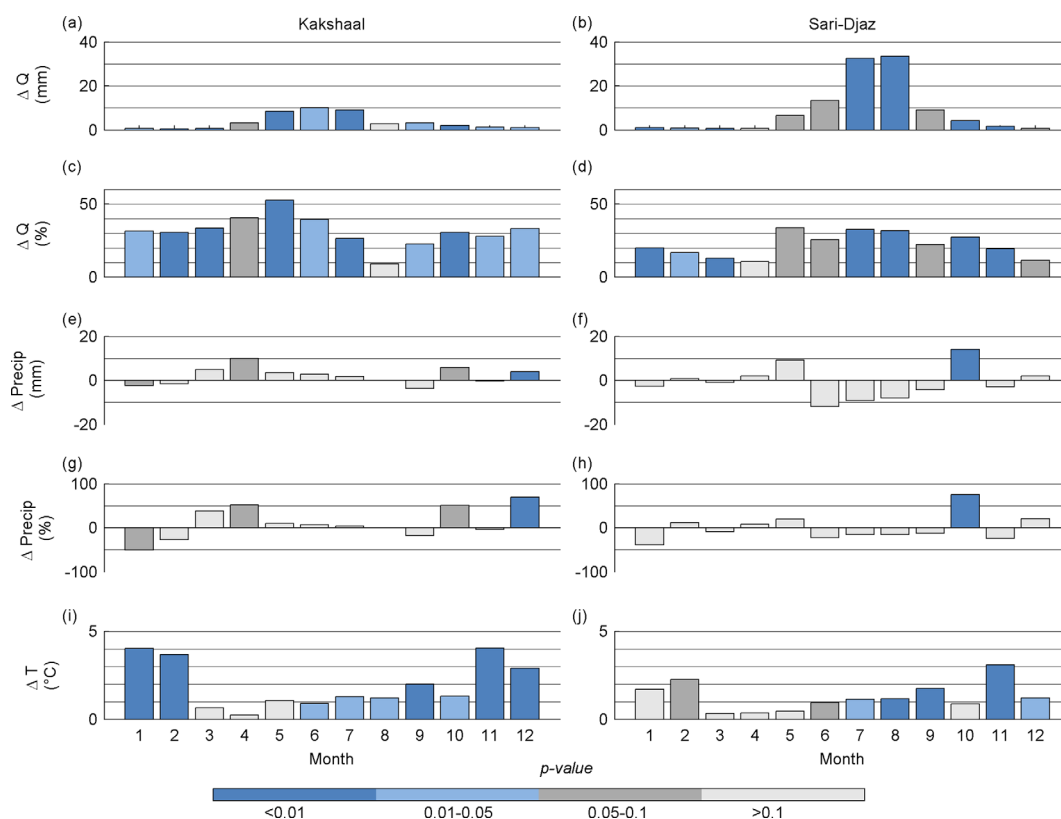 (a) Kakshaal
(b) Sari-Djaz
Δ Q
(mm)
40
20
0
40
20
0
(c)
(d)
Δ Q
(%)
50
0
50
0
(e)
(f)
Δ Precip
(mm)
20
0
-20
20
0
-20
(g)
(h)
Δ Precip
(%)
100
0
-100
100
0
-100
(i)
(j)
Δ T
(°C)
5
0
5
0
1 2 3 4 5 6 7 8 9 10 11 12
1 2 3 4 5 6 7 8 9 10 11 12
Month
Month
p-value
<0.01 0.01-0.05 0.05-0.1 >0.1